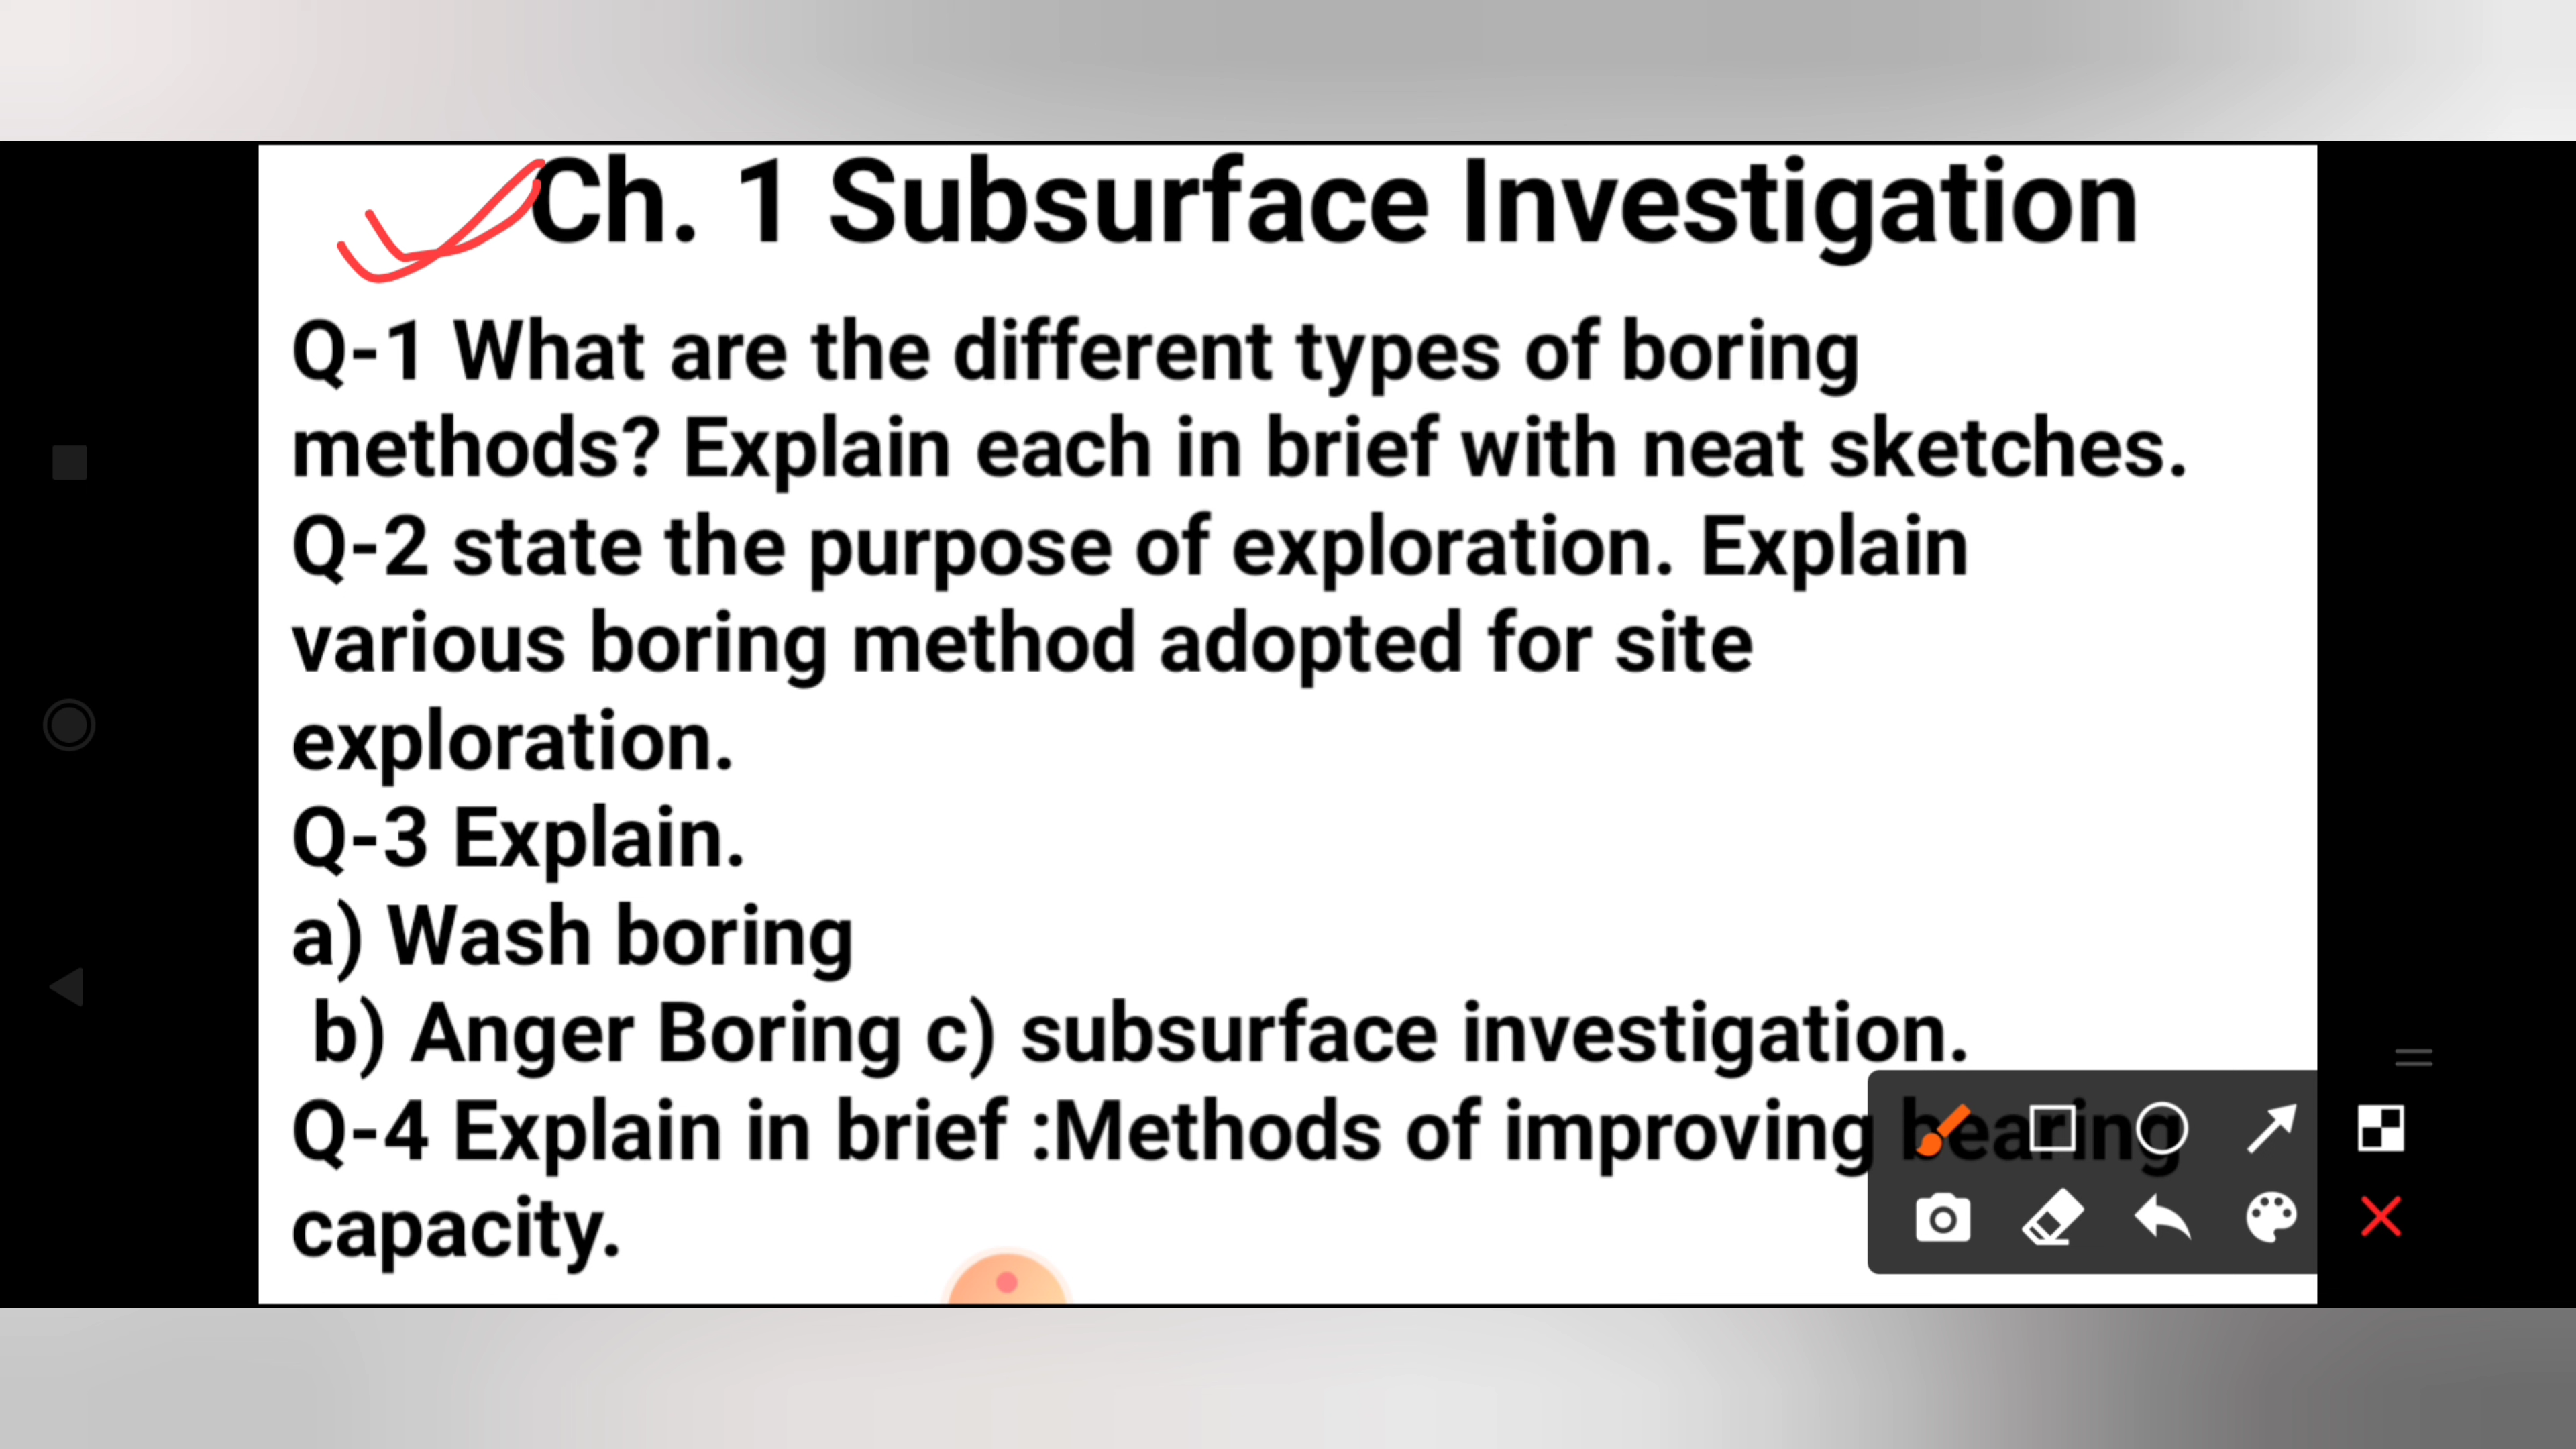 Ch. 1 Subsurface Investigation
Q-1 What are the different types of boring
methods? Explain each in brief with neat sketches.
Q-2 state the purpose of exploration. Explain
various boring method adopted for site
exploration.
Q-3 Explain.
a) Wash boring
b) Anger Boring c) subsurface investigation.
Q-4 Explain in brief :Methods of improving bearing
capacity.